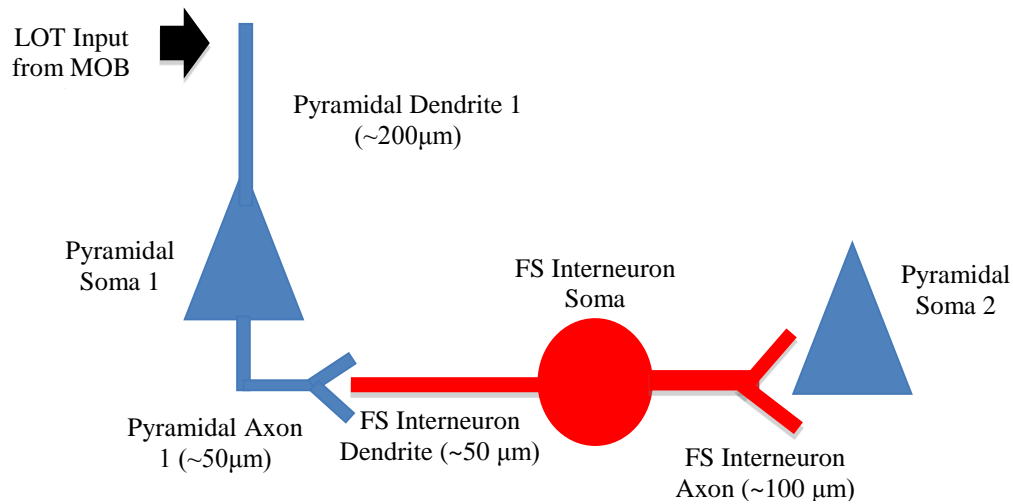 LOT Input
from MOB
Pyramidal Dendrite 1
(~200μm)
Pyramidal
Soma 1
FS Interneuron
Soma
Pyramidal
Soma 2
Pyramidal Axon
1 (~50μm)
FS Interneuron
Dendrite (~50 μm)
FS Interneuron
Axon (~100 μm)